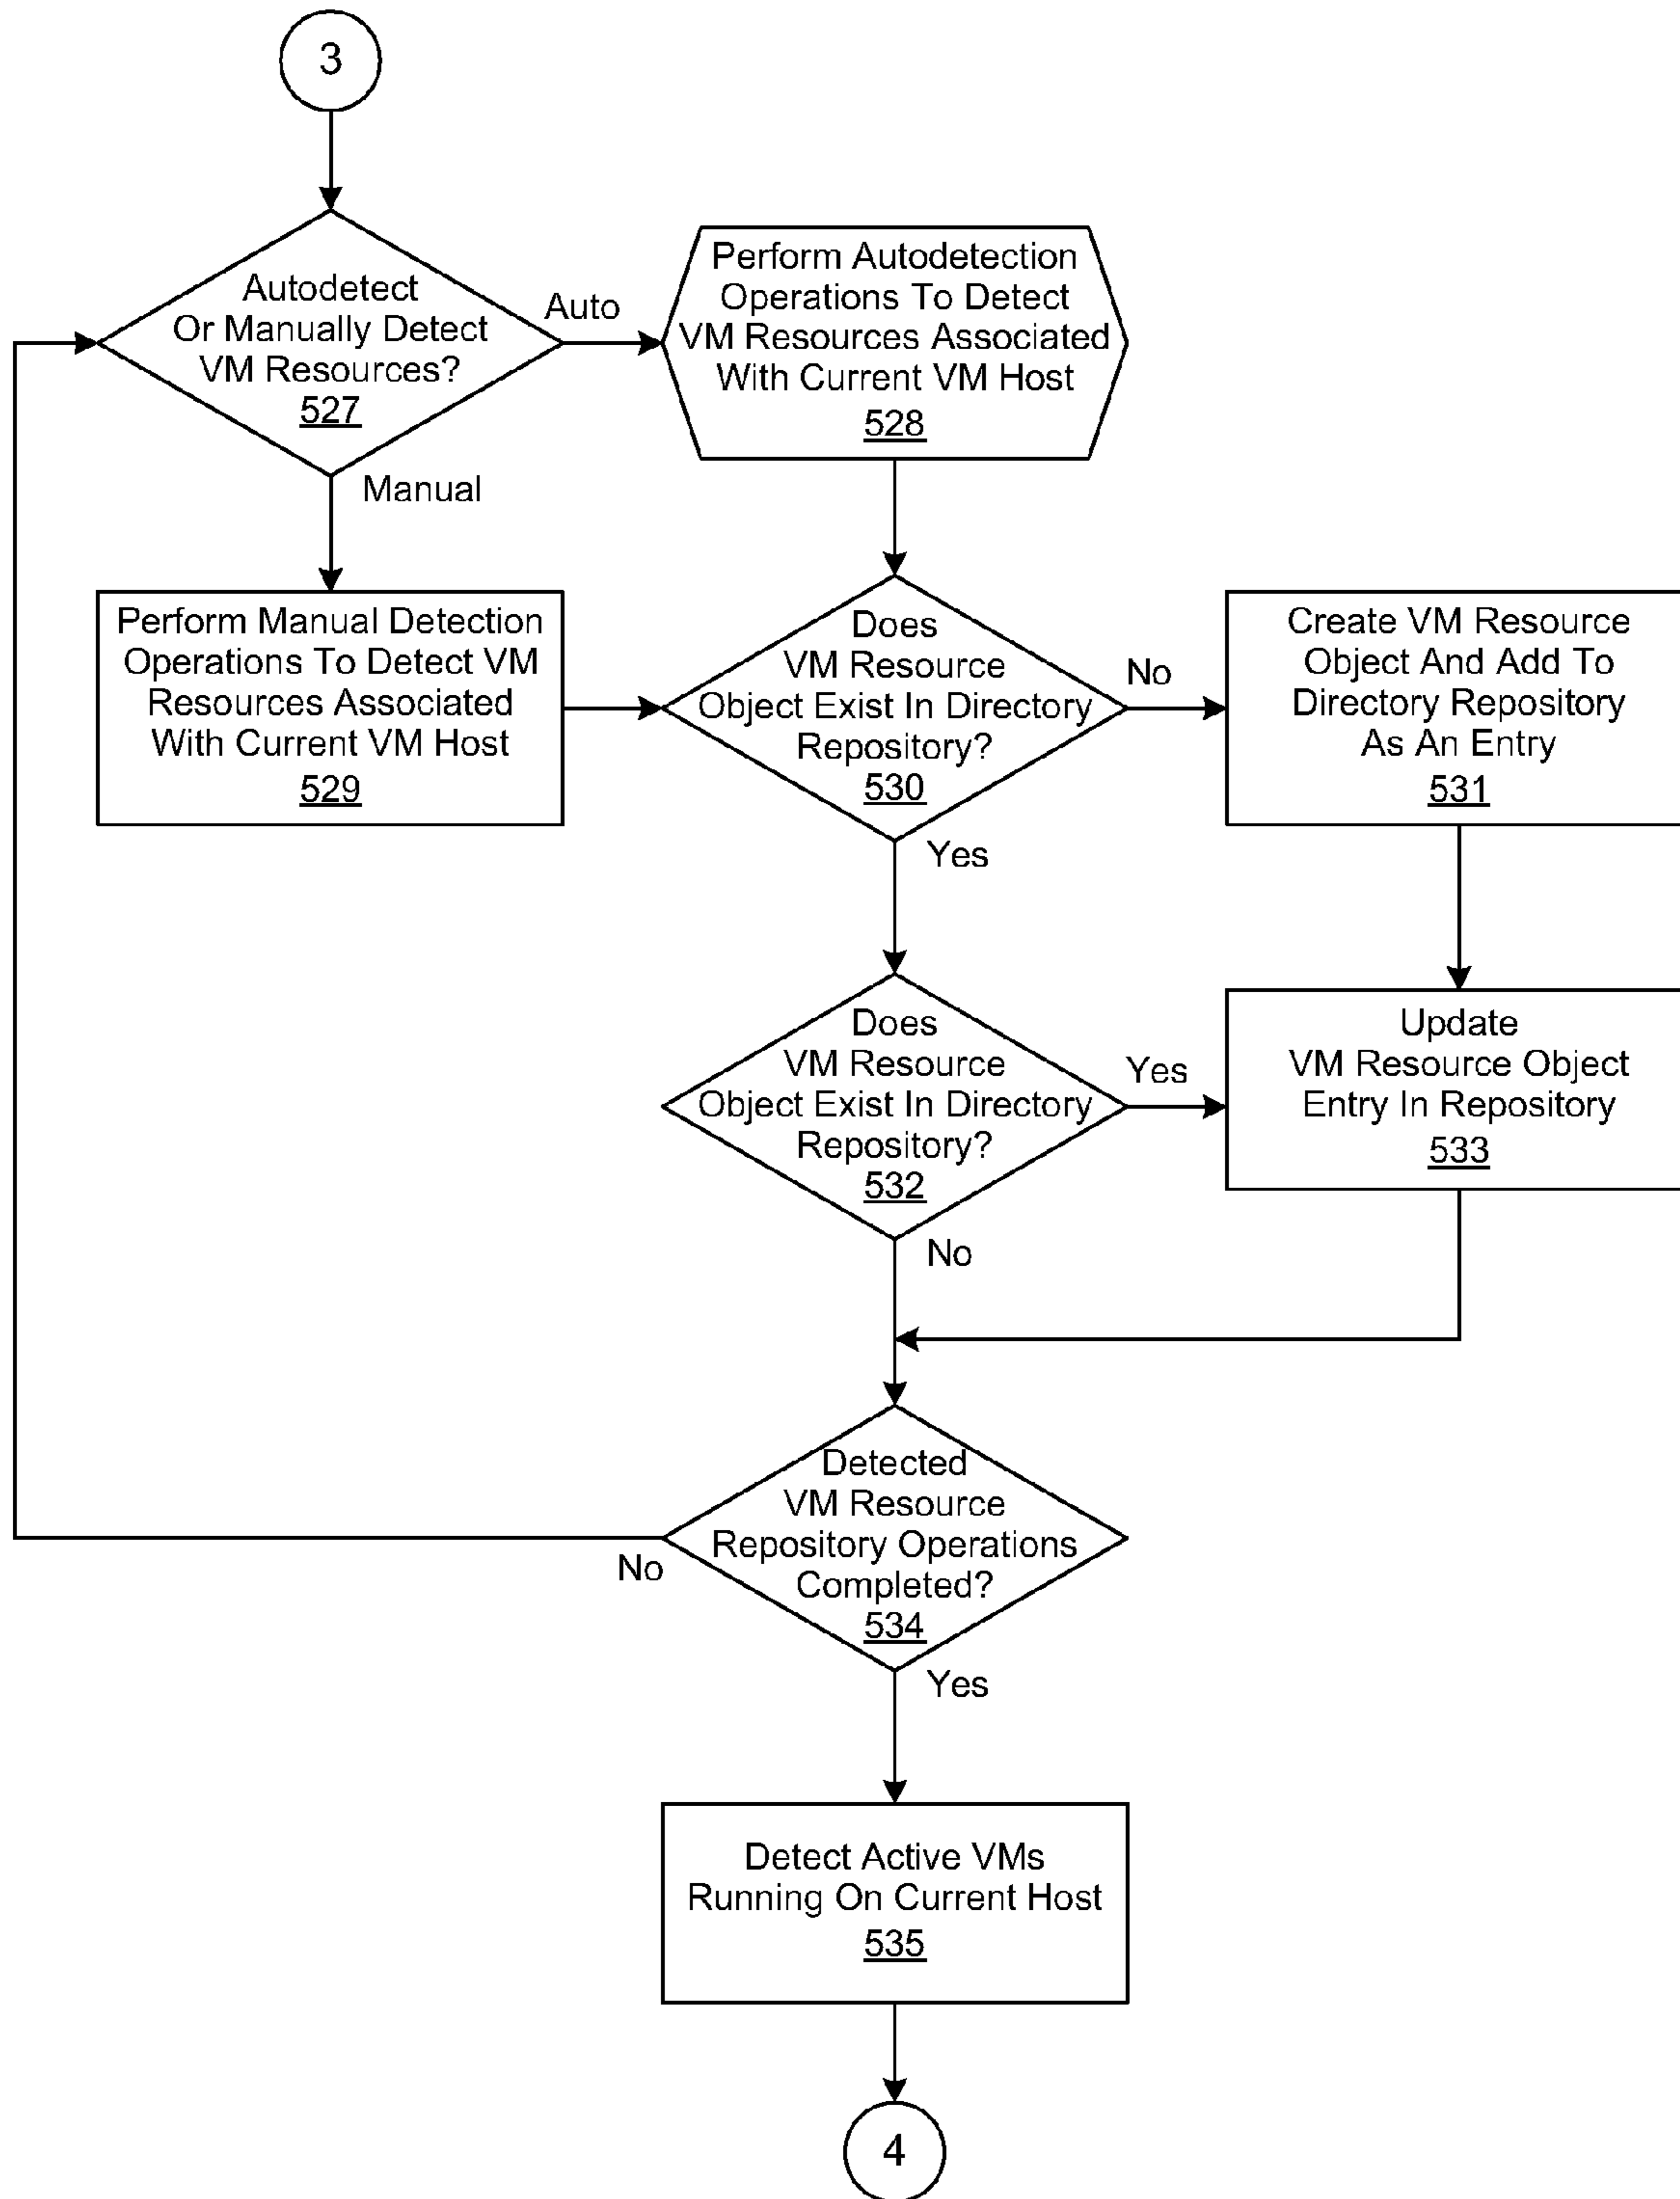 3
Autodetect
Or Manually Detect
VM Resources?
527
Auto
Manual
Perform Autodetection
Operations To Detect
VM Resources Associated
With Current VM Host
528
Perform Manual Detection
Operations To Detect VM
Resources Associated
With Current VM Host
529
Does
VM Resource
Object Exist In Directory
Repository?
530
No
Yes
Create VM Resource
Object And Add To
Directory Repository
As An Entry
531
Does
VM Resource
Object Exist In Directory
Repository?
532
Yes
No
Update
VM Resource Object
Entry In Repository
533
Detected
VM Resource
Repository Operations
Completed?
534
No
Yes
Detect Active VMs
Running On Current Host
535
4